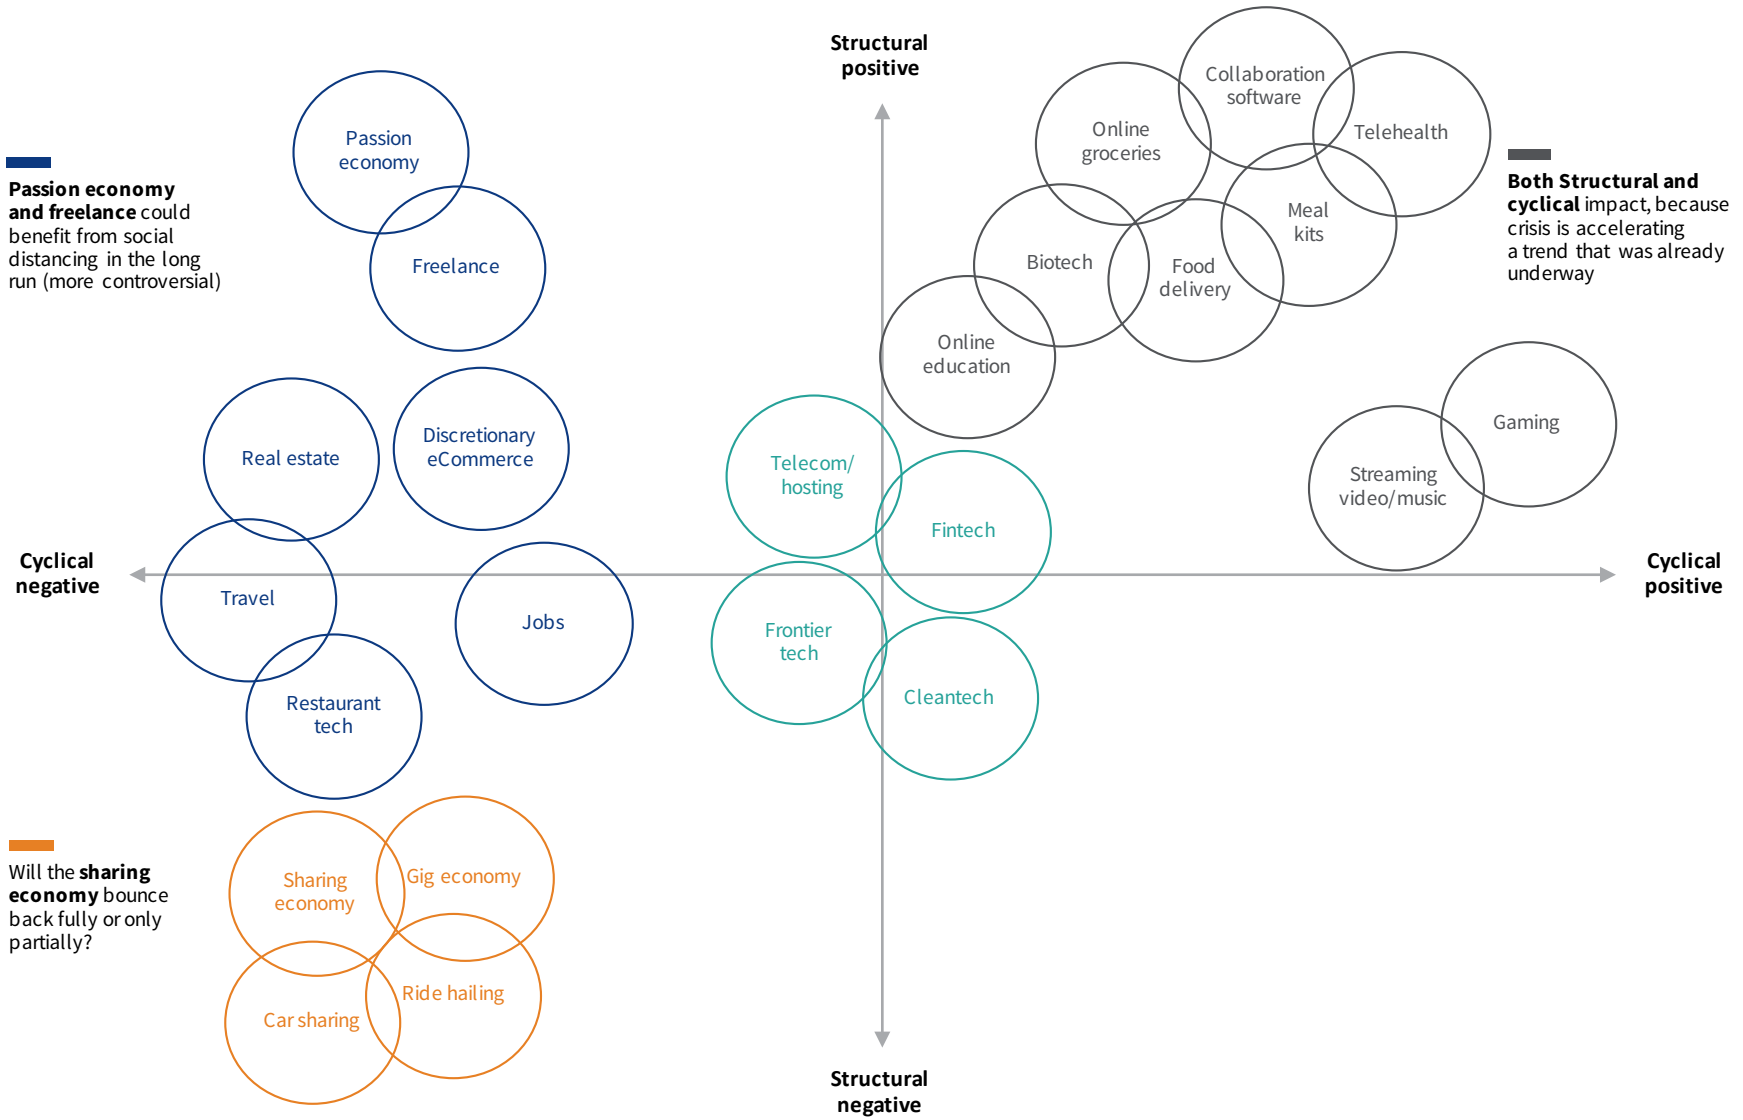 Structural
positive
Collaboration
software
Online
groceries
Telehealth
Passion
economy
Passion economy
and freelance could
benefit from social
distancing in the long
run (more controversial)
Both Structural and
cyclical impact, because
crisis is accelerating
a trend that was already
underway
Meal
kits
Freelance
Biotech
Food
delivery
Online
education
Real estate
Discretionary
eCommerce
Telecom/
hosting
Gaming
Streaming
video/music
Fintech
Cyclical
negative
Cyclical
positive
Travel
Jobs
Frontier
tech
Restaurant
tech
Cleantech
Will the sharing
economy bounce
back fully or only
partially?
Sharing
economy
Gig economy
Ride hailing
Car sharing
Structural
negative